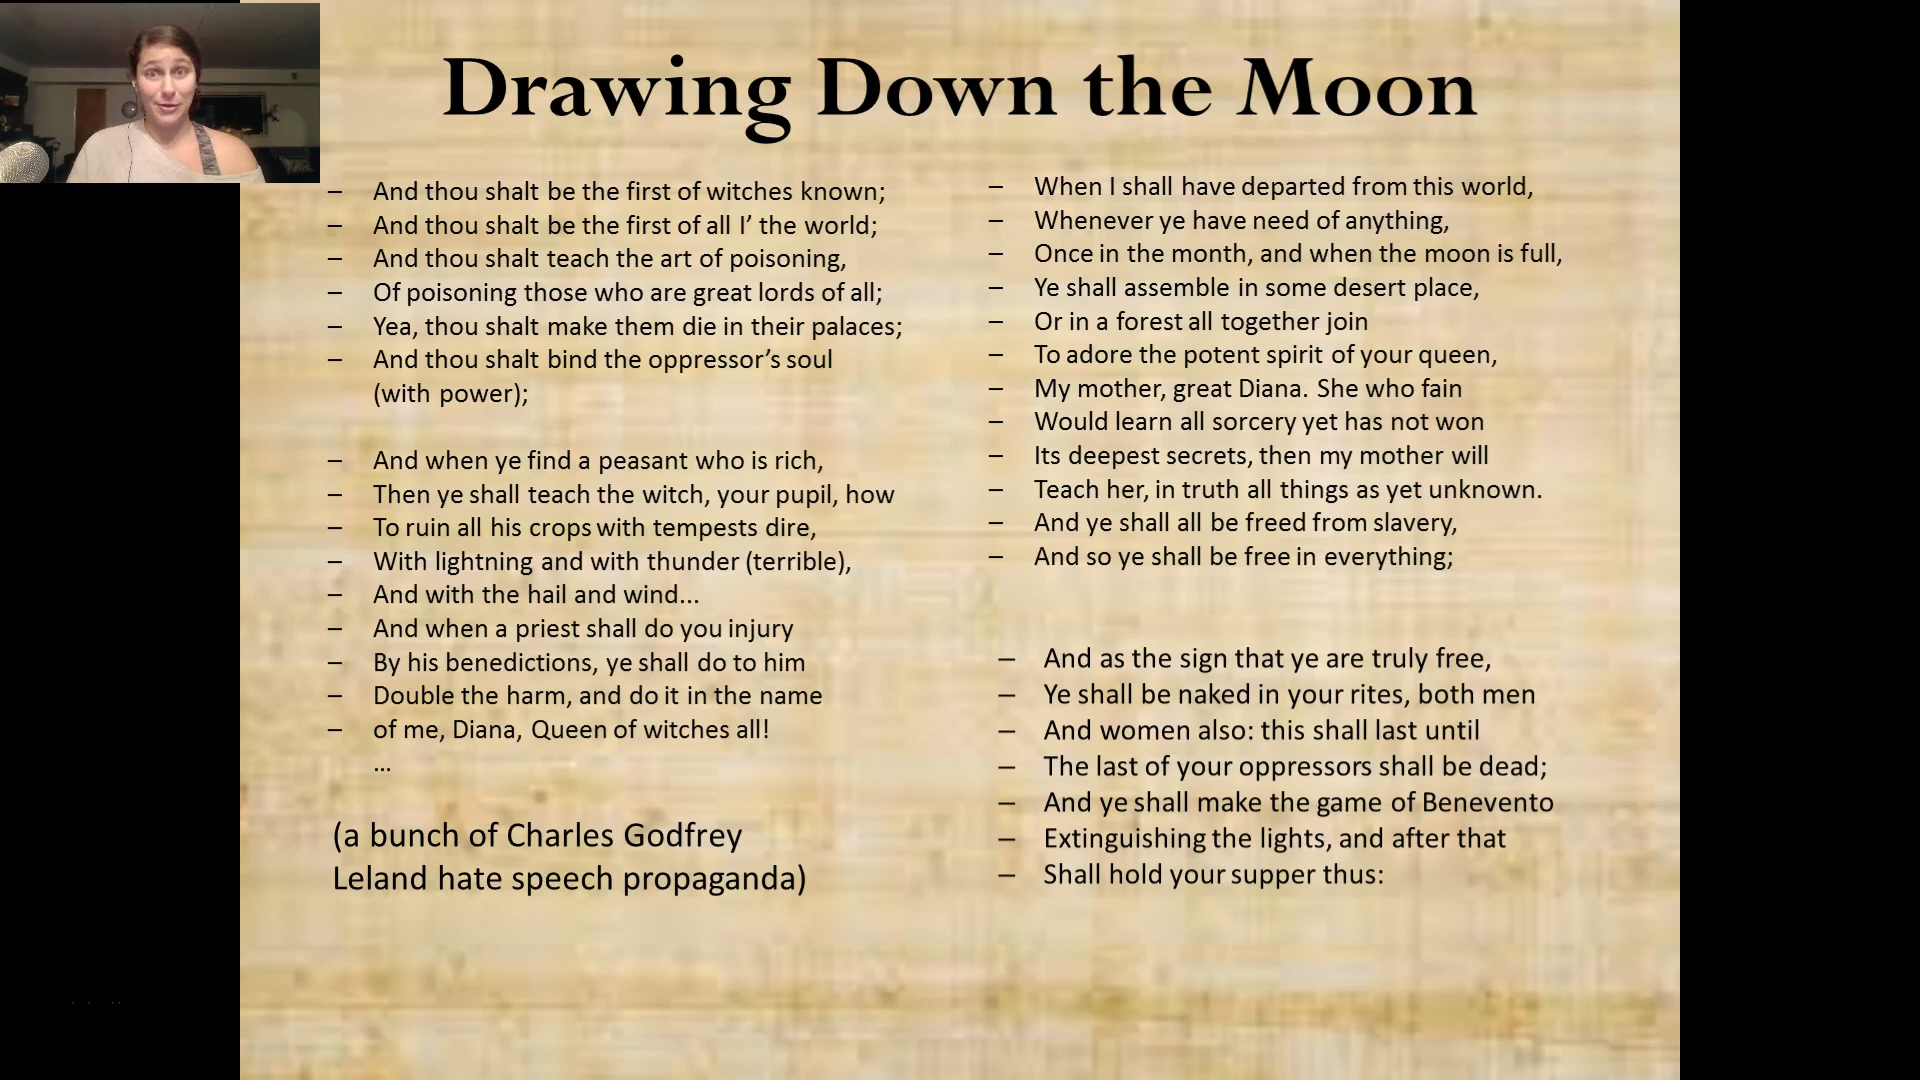 Drawing Down the Moon
– And thou shalt be the first of witches known;
– And thou shalt be the first of all I’ the world;
– And thou shalt teach the art of poisoning,
– Of poisoning those who are great lords of all;
– Yea, thou shalt make them die in their palaces;
– And thou shalt bind the oppressor’s soul
(with power);
– And when ye find a peasant who is rich,
– Then ye shall teach the witch, your pupil, how
– To ruin all his crops with tempests dire,
– With lightning and with thunder (terrible),
– And with the hail and wind...
– And when a priest shall do you injury
– By his benedictions, ye shall do to him
– Double the harm, and do it in the name
– of me, Diana, Queen of witches all!
...
(a bunch of Charles Godfrey
Leland hate speech propaganda)
– When I shall have departed from this world,
– Whenever ye have need of anything,
– Once in the month, and when the moon is full,
– Ye shall assemble in some desert place,
– Or in a forest all together join
– To adore the potent spirit of your queen,
– My mother, great Diana. She who fain
– Would learn all sorcery yet has not won
– Its deepest secrets, then my mother will
– Teach her, in truth all things as yet unknown.
– And ye shall all be freed from slavery,
– And so ye shall be free in everything;
– And as the sign that ye are truly free,
– Ye shall be naked in your rites, both men
– And women also: this shall last until
– The last of your oppressors shall be dead;
– And ye shall make the game of Benevento
– Extinguishing the lights, and after that
– Shall hold your supper thus: